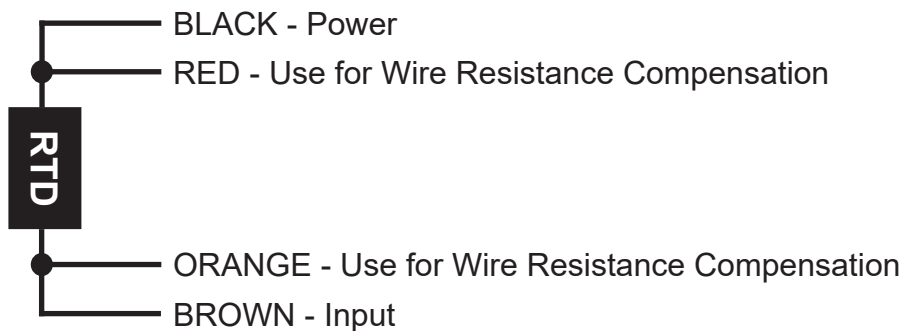 BLACK - Power
RED - Use for Wire Resistance Compensation
RTD
ORANGE - Use for Wire Resistance Compensation
BROWN - Input